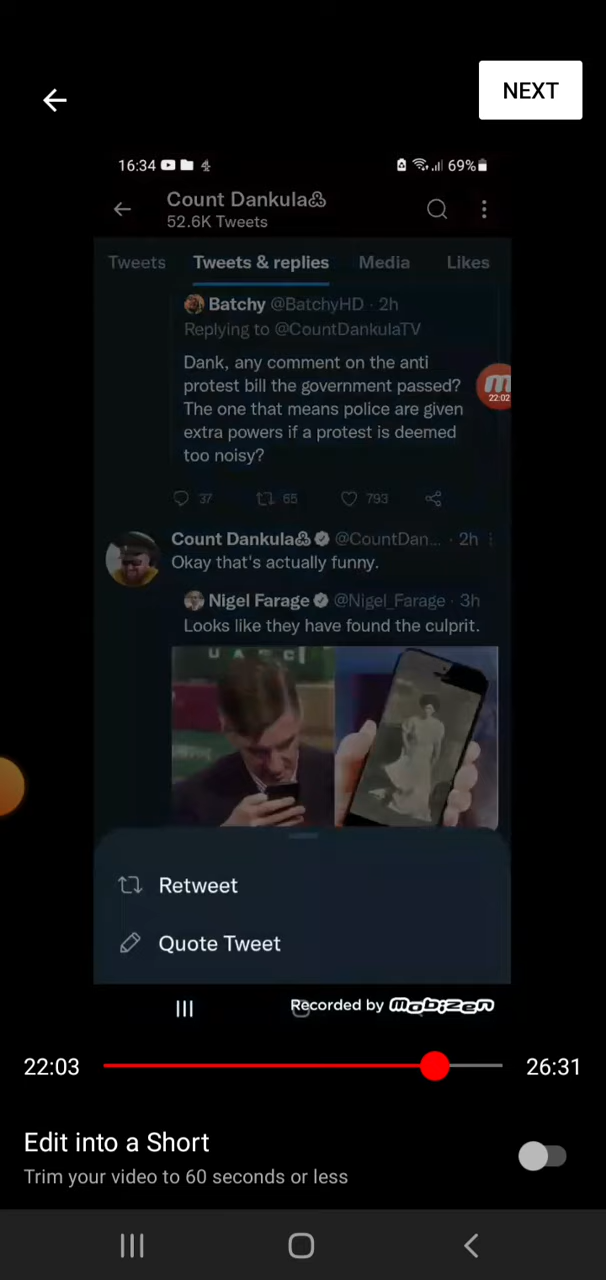 NEXT
16:34
69%
Count Dankula
52.6K Tweets
Tweets
Tweets & replies
Media
Likes
Batchy @BatchyHD · 2h
Replying to @CountDankulaTV
Dank, any comment on the anti
protest bill the government passed?
The one that means police are given
extra powers if a protest is deemed
too noisy?
22:02
37
65
793
Count Dankula @CountDan... · 2h
Okay that's actually funny.
Nigel Farage @Nigel_Farage · 3h
Looks like they have found the culprit.
Retweet
Quote Tweet
Recorded by mobizen
22:03
26:31
Edit into a Short
Trim your video to 60 seconds or less